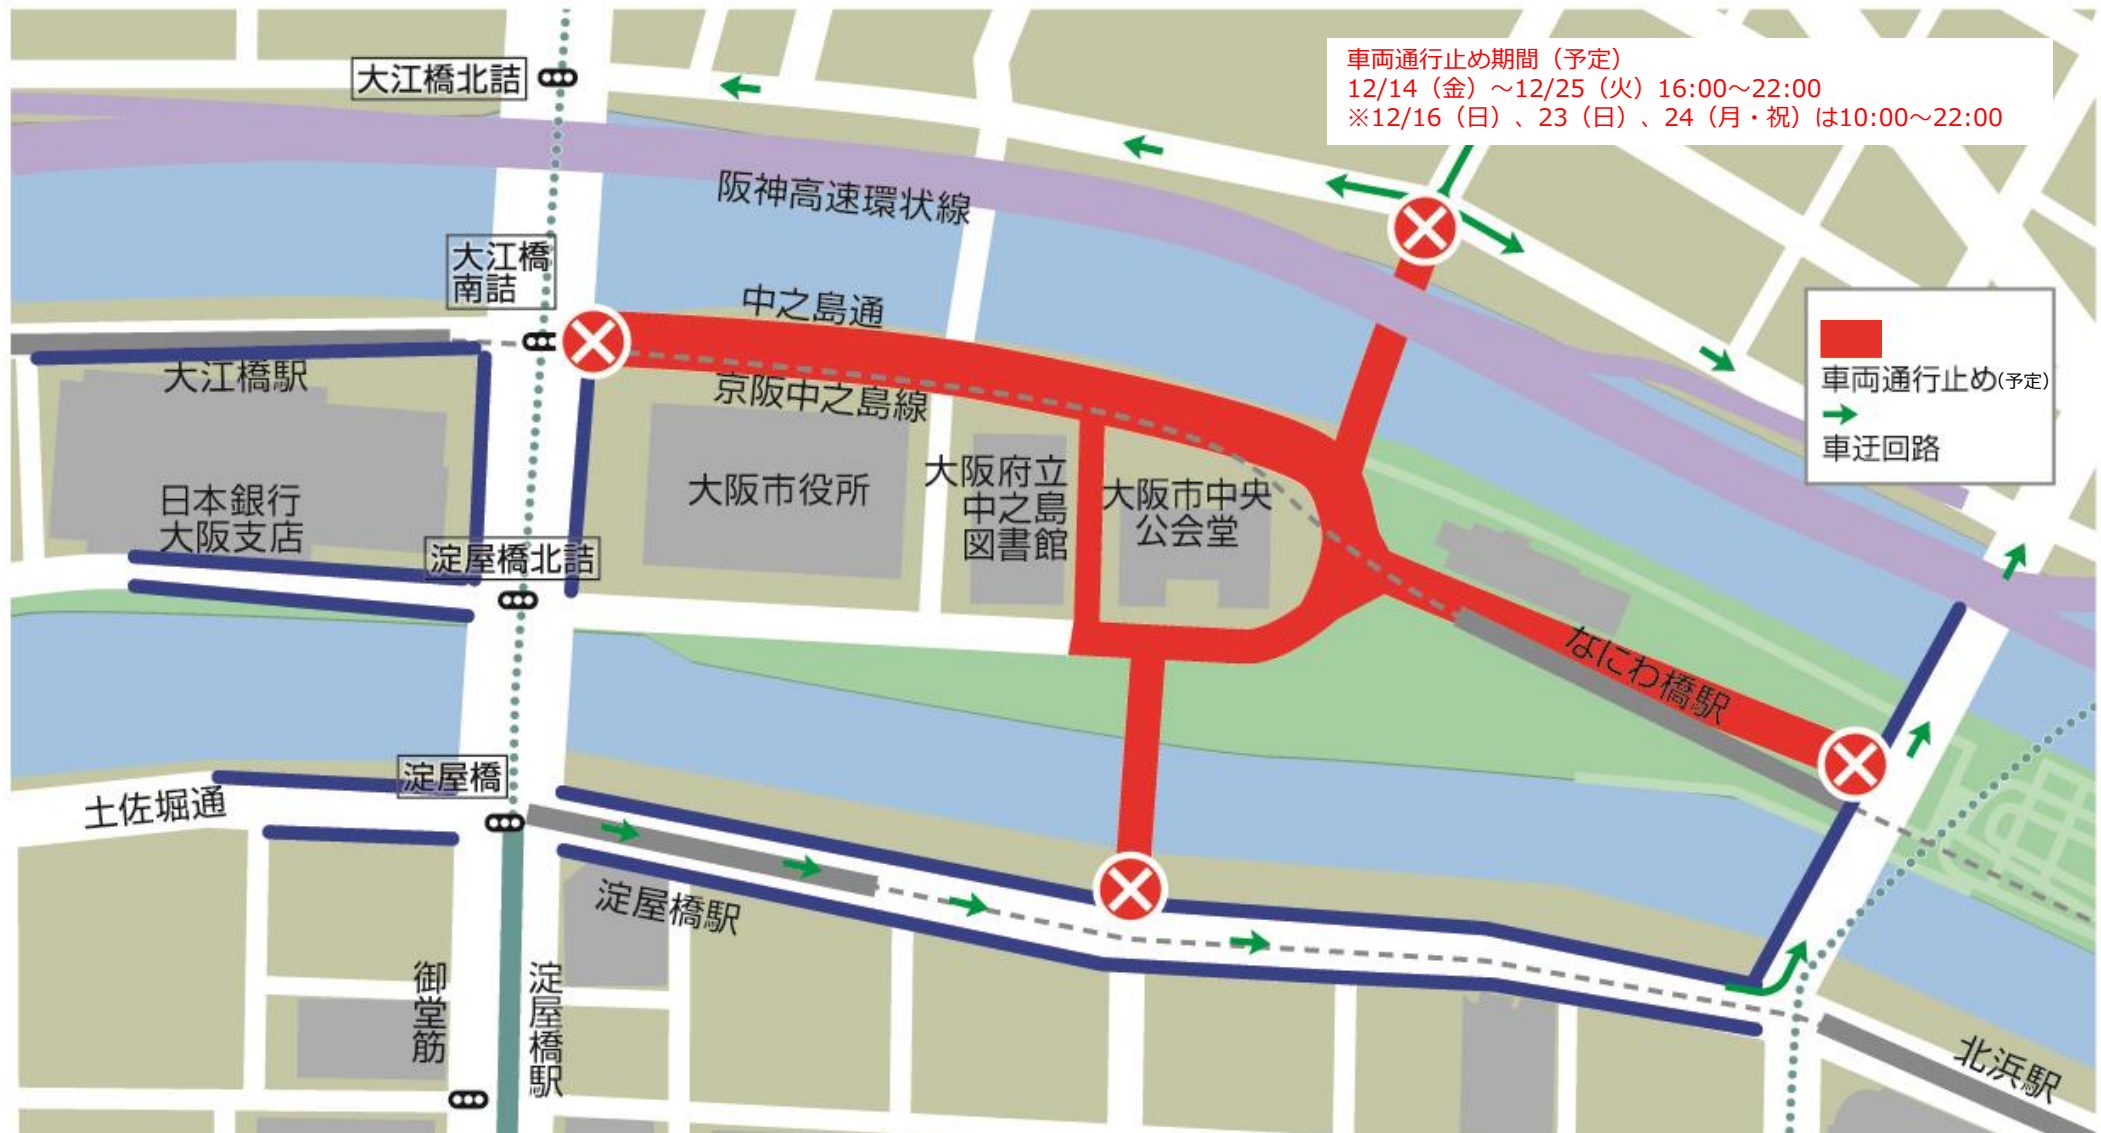 車両通行止め期間（予定）
12/14（金）～12/25（火）16:00～22:00
※12/16（日）、23（日）、24（月・祝）は10:00～22:00
大江橋北詰
阪神高速環状線
大江橋
南詰
中之島通
車両通行止め(予定)
車迂回路
大江橋駅
京阪中之島線
日本銀行
大阪支店
大阪市役所
大阪府立
中之島
図書館
大阪市中央
公会堂
淀屋橋北詰
なにわ橋駅
淀屋橋
土佐堀通
淀屋橋駅
御堂筋
淀屋橋駅
北浜駅